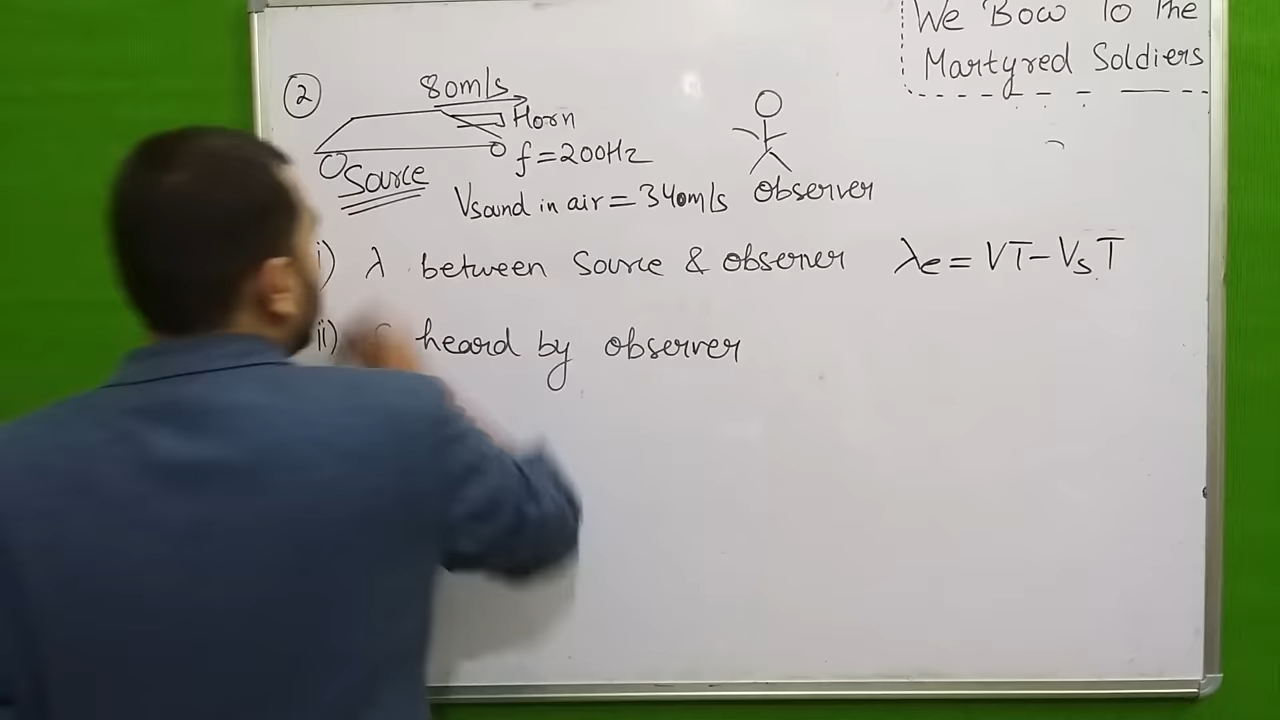 We Bow To The
Martyred Soldiers
2
80m/s
Horn
f=200Hz
Source
Vsound in air = 340m/s
Observer
i) λ between Source & observer λe = VT - VsT
ii) heard by observer